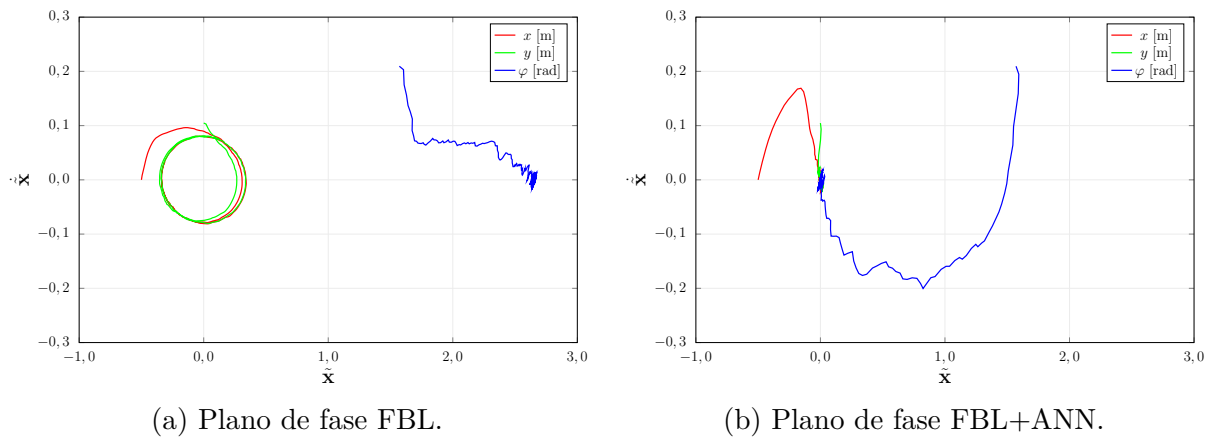 0,3
0,2
0,1
0,0
−0,1
−0,2
−0,3
−1,0
0,0
1,0
2,0
3,0
x̃
x̃̇
x [m]
y [m]
φ [rad]
(a) Plano de fase FBL.
0,3
0,2
0,1
0,0
−0,1
−0,2
−0,3
−1,0
0,0
1,0
2,0
3,0
x̃
x̃̇
x [m]
y [m]
φ [rad]
(b) Plano de fase FBL+ANN.